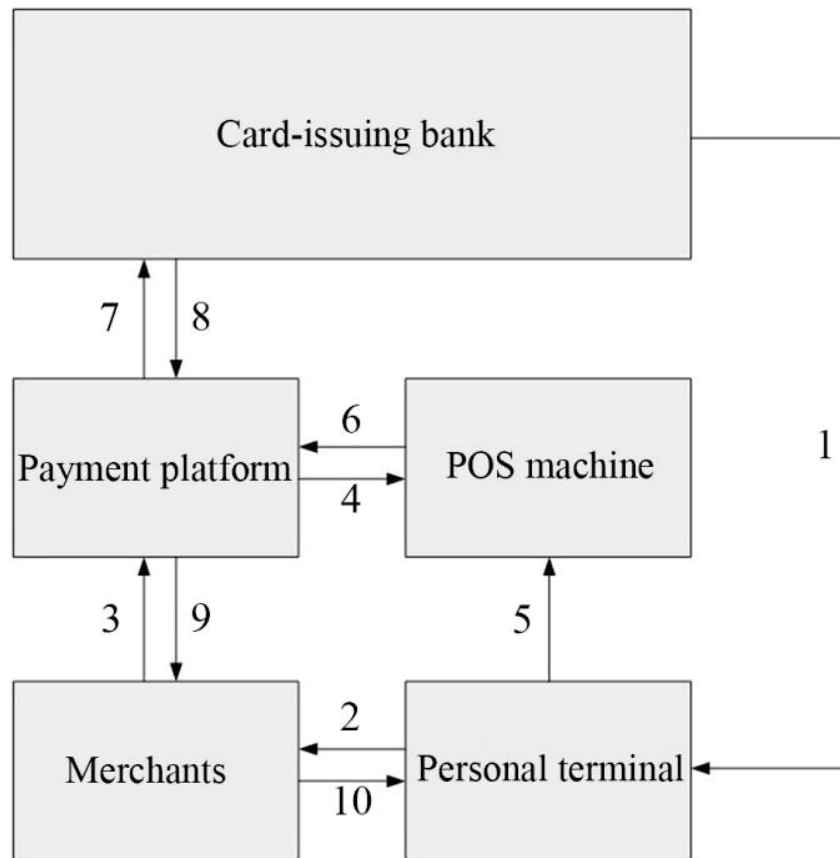 Card-issuing bank
7
8
Payment platform
6
4
POS machine
1
3
9
5
Merchants
2
10
Personal terminal